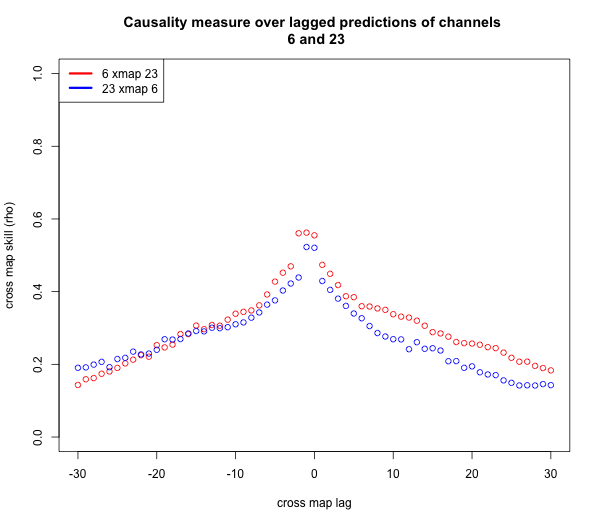 Causality measure over lagged predictions of channels
6 and 23
6 xmap 23
23 xmap 6
1.0
0.8
0.6
0.4
0.2
0.0
cross map skill (rho)
-30
-20
-10
0
10
20
30
cross map lag